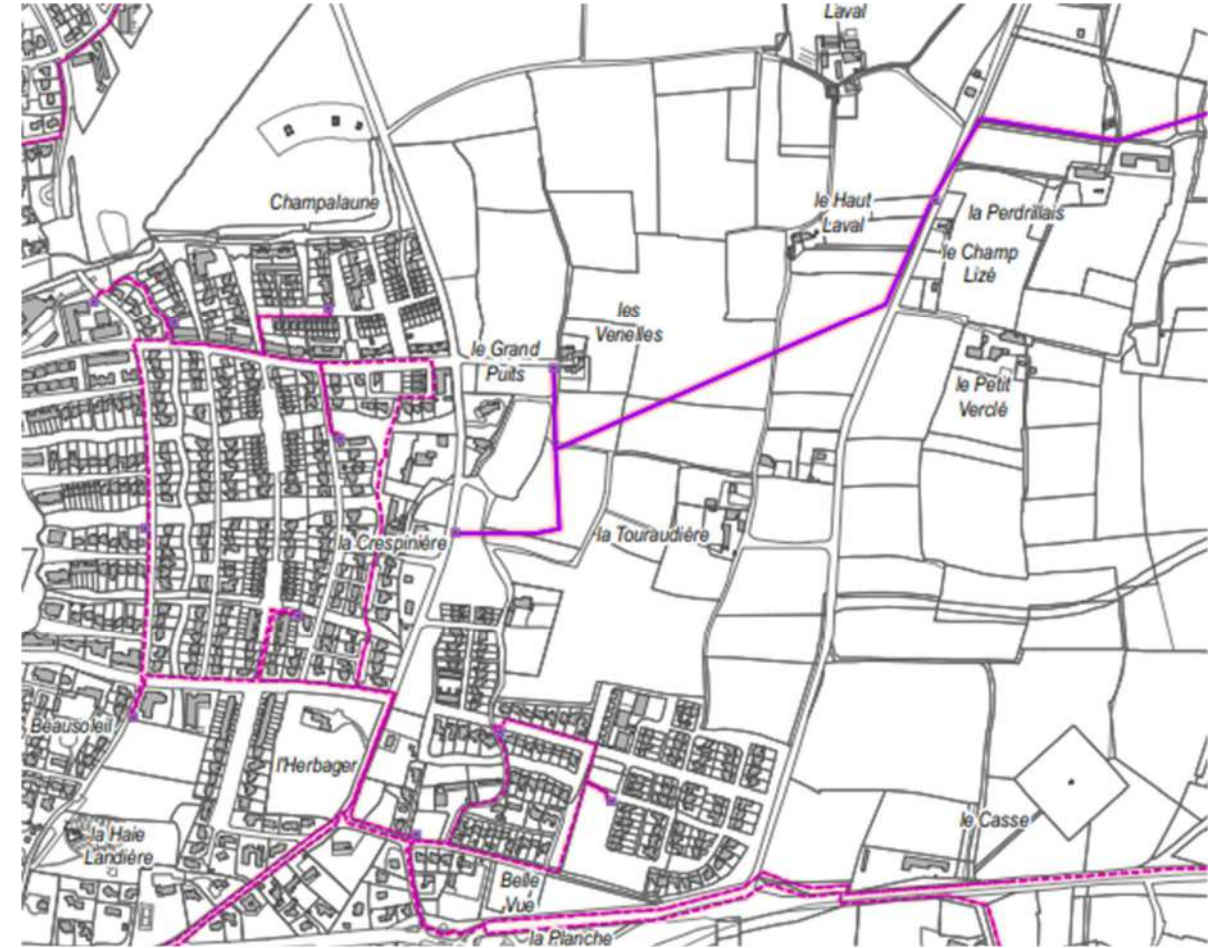 Laval
Champalaune
le Haut
Laval
la Perdrillais
le Champ
Lizé
les
Venelles
le Grand
Puits
le Petit
Verclé
la Crespinière
la Touraudière
Beausoleil
l'Herbager
la Haie
Landière
le Casse
Belle
Vue
la Planche